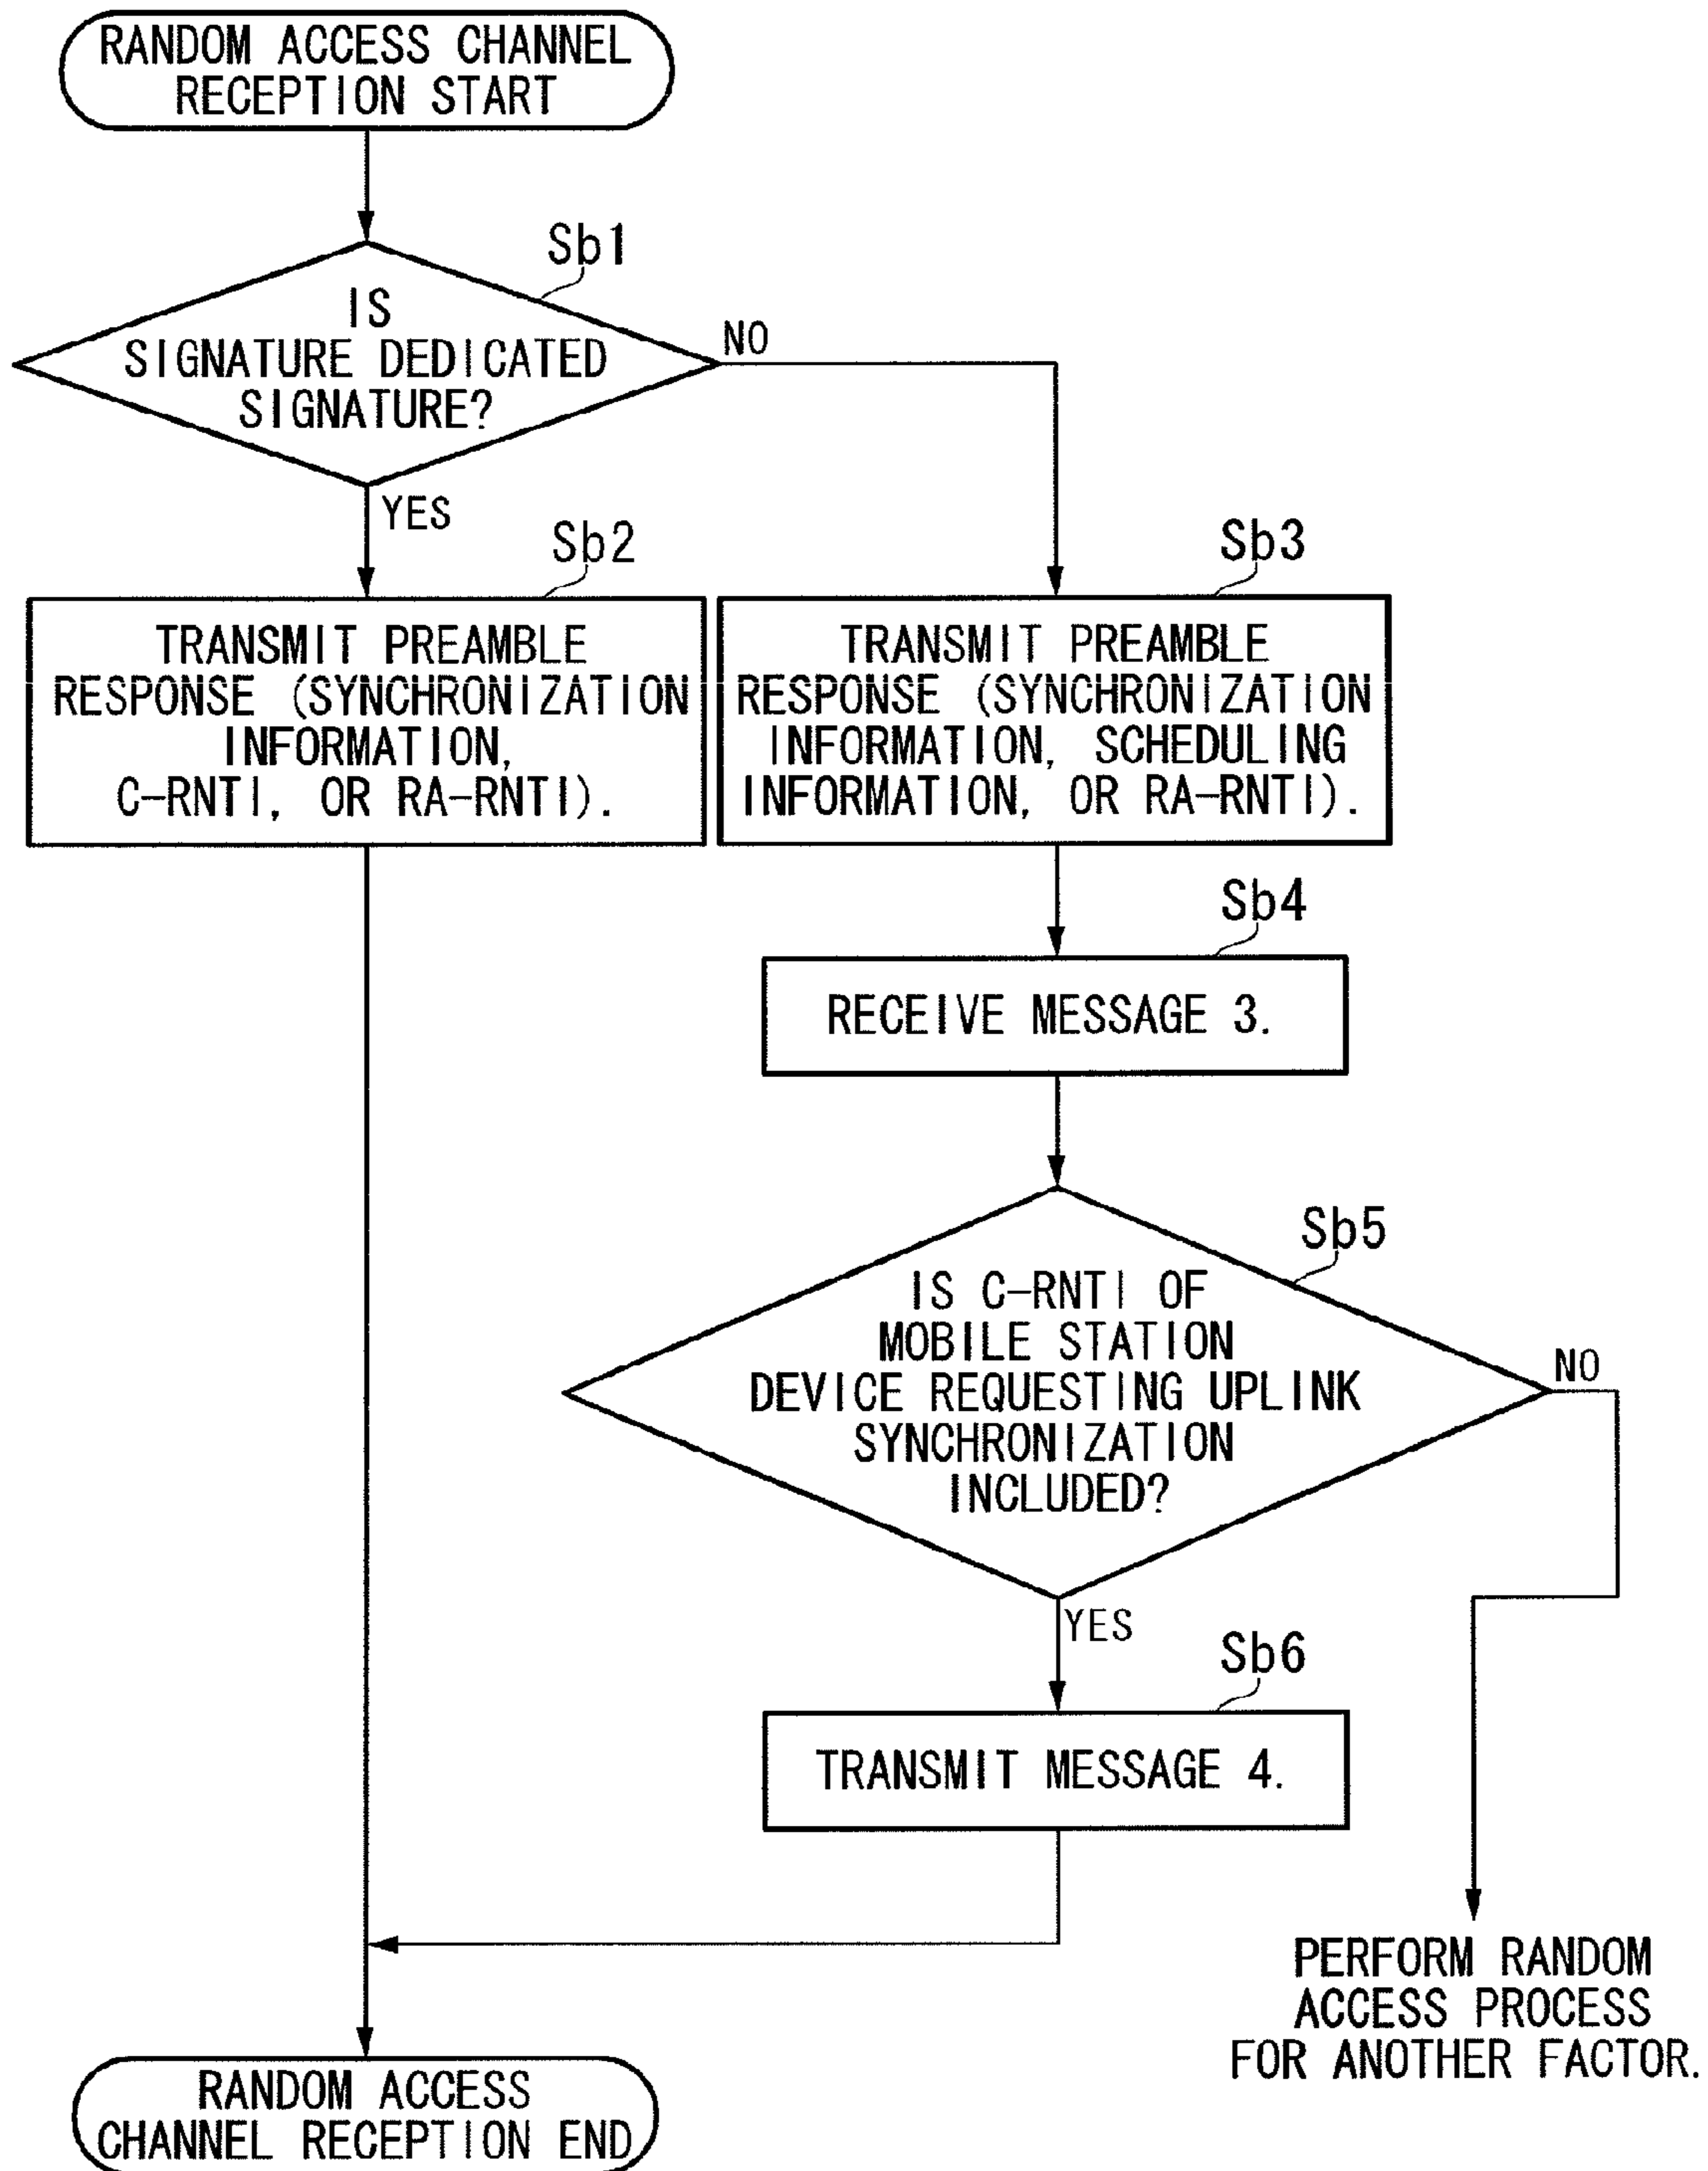 RANDOM ACCESS CHANNEL
RECEPTION START
Sb1
IS
SIGNATURE DEDICATED
SIGNATURE?
NO
YES
Sb2
TRANSMIT PREAMBLE
RESPONSE (SYNCHRONIZATION
INFORMATION,
C-RNTI, OR RA-RNTI).
Sb3
TRANSMIT PREAMBLE
RESPONSE (SYNCHRONIZATION
INFORMATION, SCHEDULING
INFORMATION, OR RA-RNTI).
Sb4
RECEIVE MESSAGE 3.
Sb5
IS C-RNTI OF
MOBILE STATION
DEVICE REQUESTING UPLINK
SYNCHRONIZATION
INCLUDED?
NO
YES
Sb6
TRANSMIT MESSAGE 4.
PERFORM RANDOM
ACCESS PROCESS
FOR ANOTHER FACTOR.
RANDOM ACCESS
CHANNEL RECEPTION END